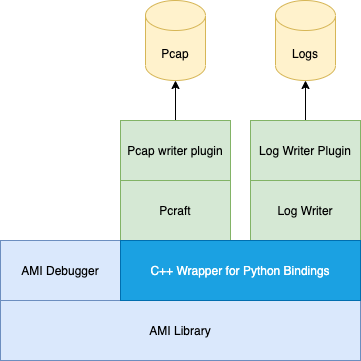 Pcap
Logs
Pcap writer plugin
Log Writer Plugin
Pcraft
Log Writer
AMI Debugger
C++ Wrapper for Python Bindings
AMI Library